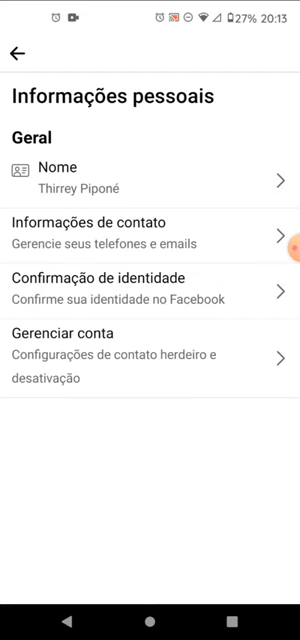 27% 20:13
Informações pessoais
Geral
Nome
Thirrey Piponé
Informações de contato
Gerencie seus telefones e emails
Confirmação de identidade
Confirme sua identidade no Facebook
Gerenciar conta
Configurações de contato herdeiro e
desativação